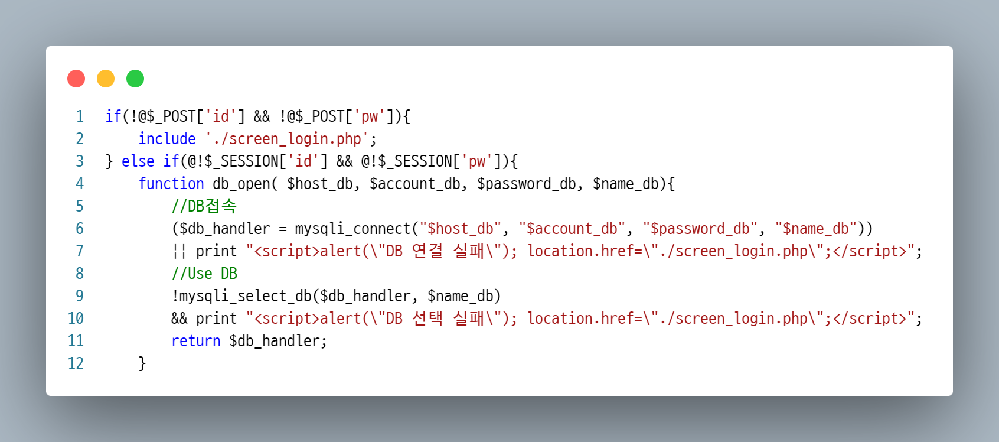 1 if(!@$_POST['id'] && !@$_POST['pw']){
2 include './screen_login.php';
3 } else if(@!$_SESSION['id'] && @!$_SESSION['pw']){
4 function db_open( $host_db, $account_db, $password_db, $name_db){
5 //DB접속
6 ($db_handler = mysqli_connect("$host_db", "$account_db", "$password_db", "$name_db"))
7 || print "<script>alert(\"DB 연결 실패\"); location.href=\"./screen_login.php\";</script>";
8 //Use DB
9 !mysqli_select_db($db_handler, $name_db)
10 && print "<script>alert(\"DB 선택 실패\"); location.href=\"./screen_login.php\";</script>";
11 return $db_handler;
12 }